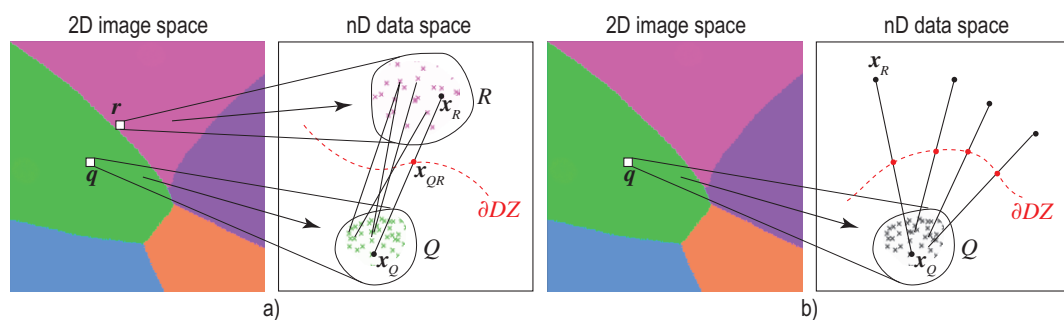 2D image space
nD data space
2D image space
nD data space
r
q
x_R
R
x_QR
∂DZ
x_Q
Q
a)
q
x_R
∂DZ
x_Q
Q
b)